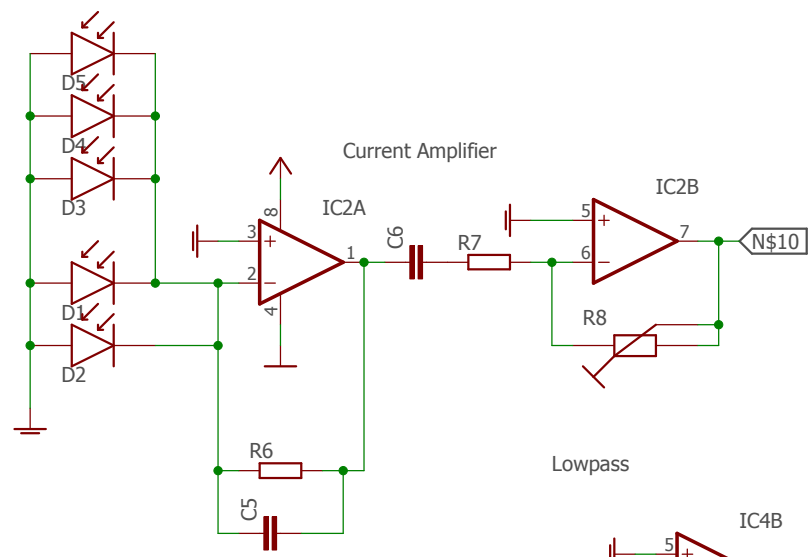 D5
D4
D3
D1
D2
Current Amplifier
IC2A
8
3
+
2
−
1
4
C6
R7
IC2B
5
+
6
−
7
N$10
R8
R6
C5
Lowpass
IC4B
5
+